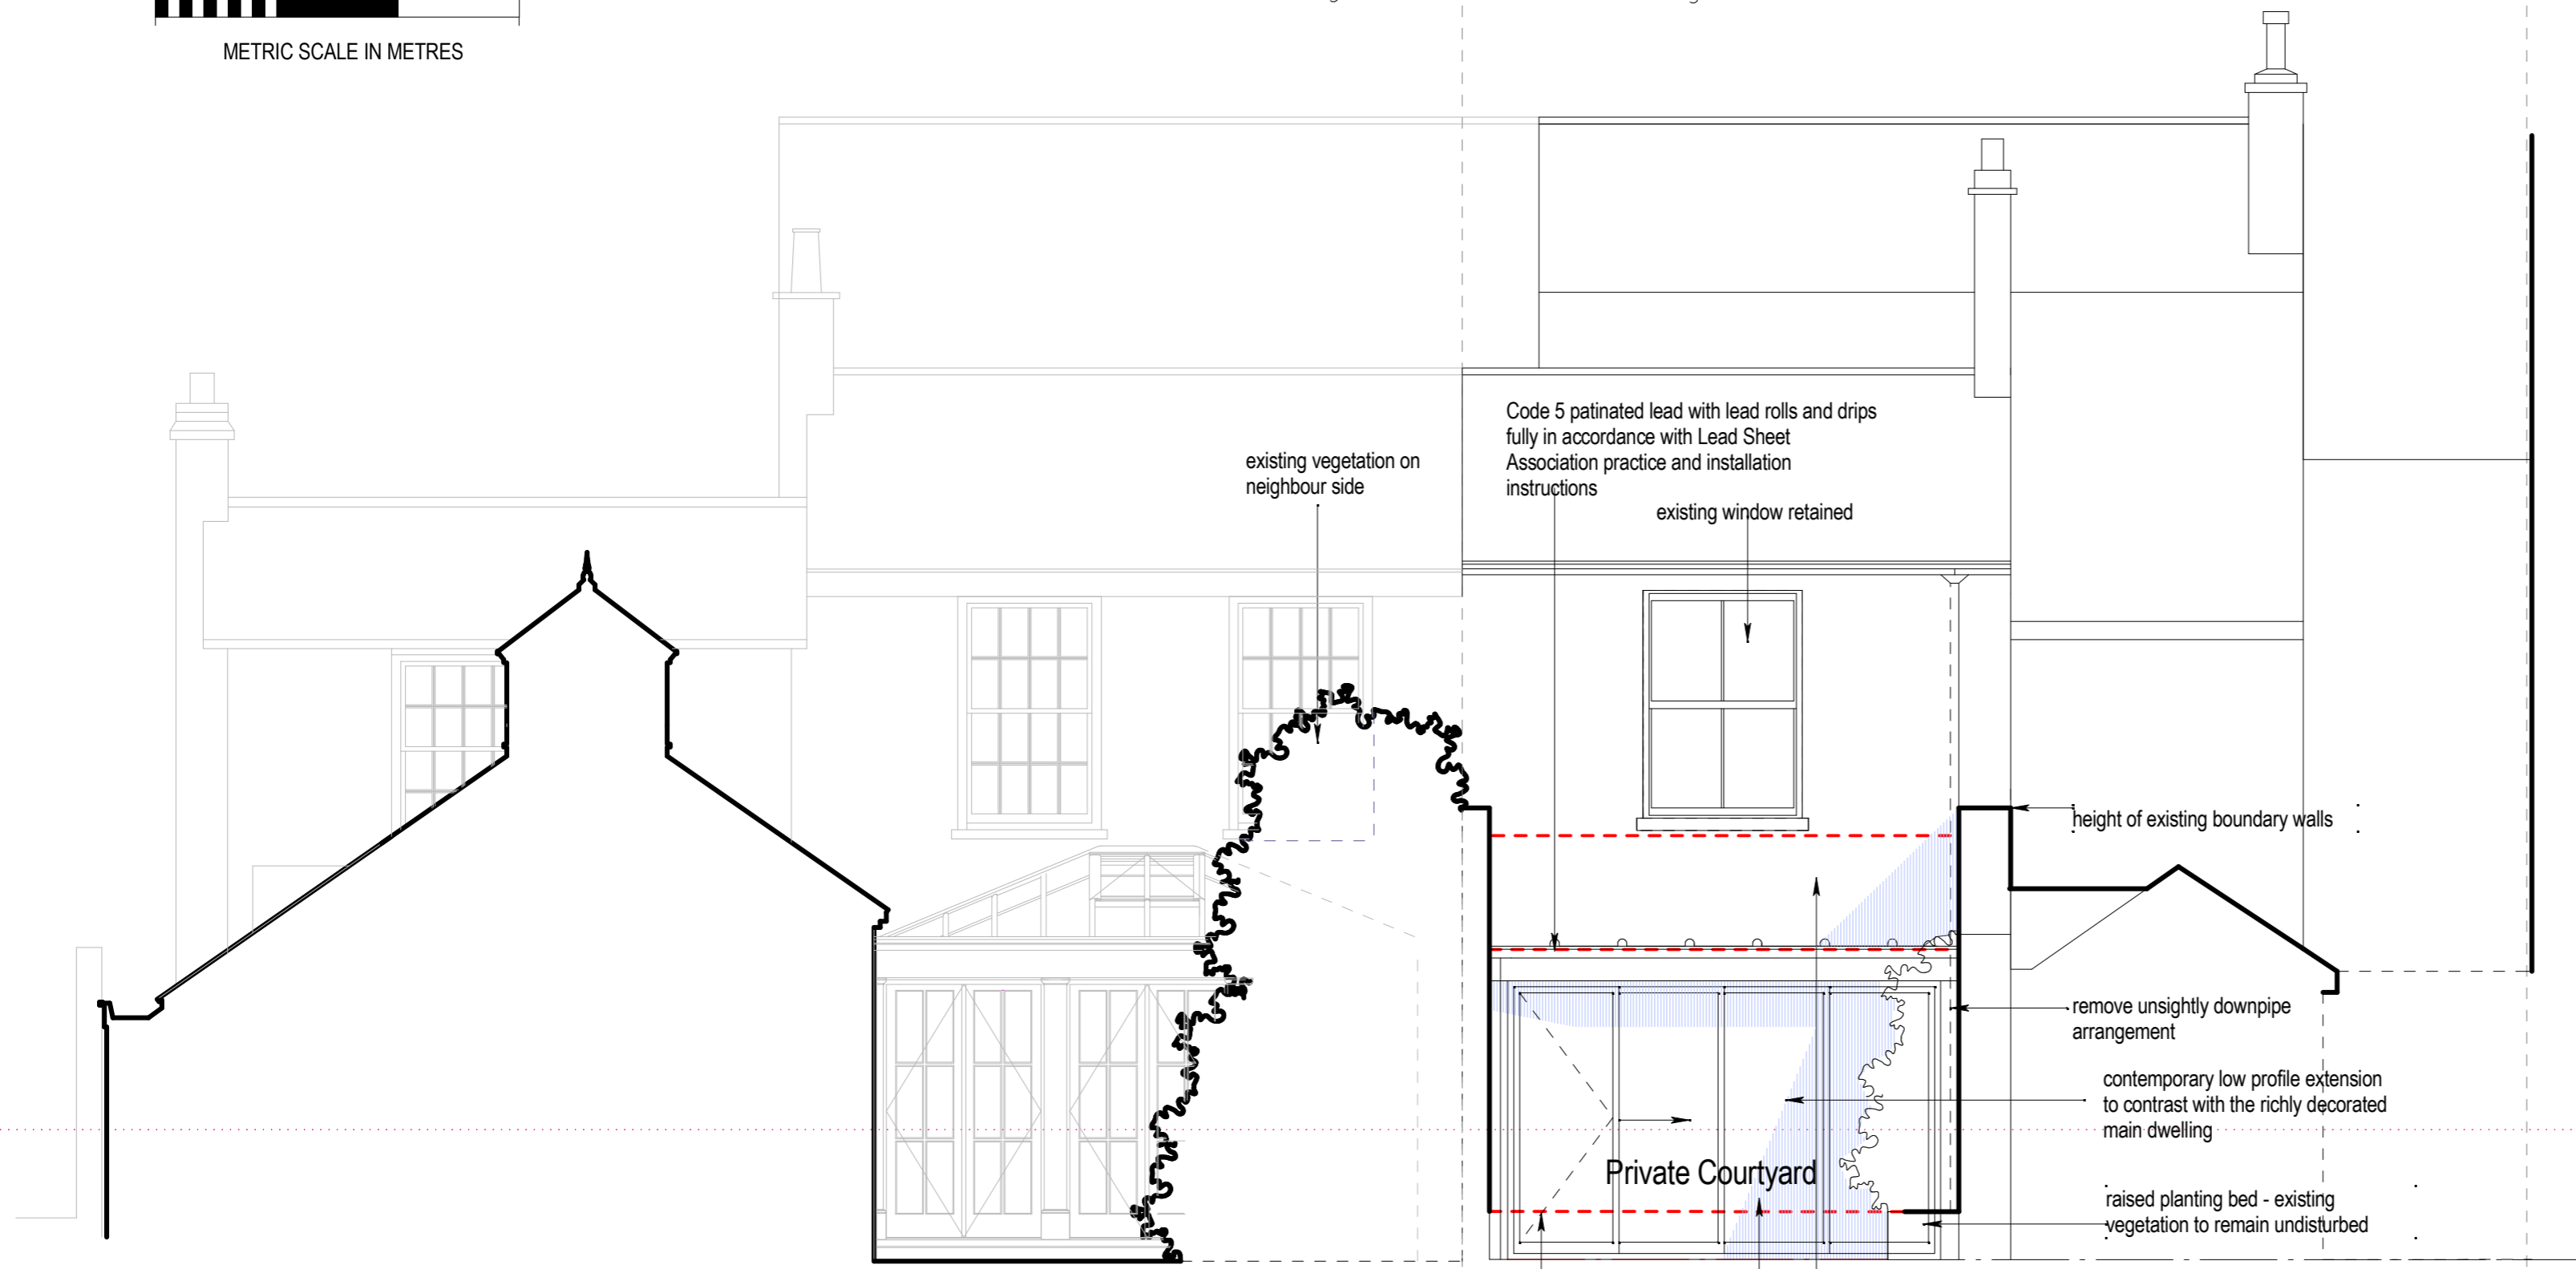 METRIC SCALE IN METRES
Code 5 patinated lead with lead rolls and drips
fully in accordance with Lead Sheet
Association practice and installation
instructions
existing vegetation on
neighbour side
existing window retained
height of existing boundary walls
remove unsightly downpipe
arrangement
contemporary low profile extension
to contrast with the richly decorated
main dwelling
Private Courtyard
raised planting bed - existing
vegetation to remain undisturbed